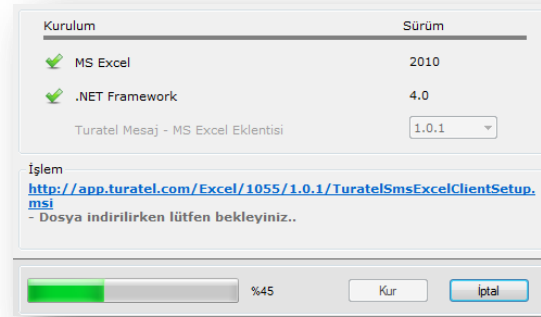 Kurulum Sürüm
MS Excel 2010
.NET Framework 4.0
Turatel Mesaj - MS Excel Eklentisi 1.0.1
İşlem
http://app.turatel.com/Excel/1055/1.0.1/TuratelSmsExcelClientSetup.
msi
- Dosya indirilirken lütfen bekleyiniz..
%45 Kur İptal